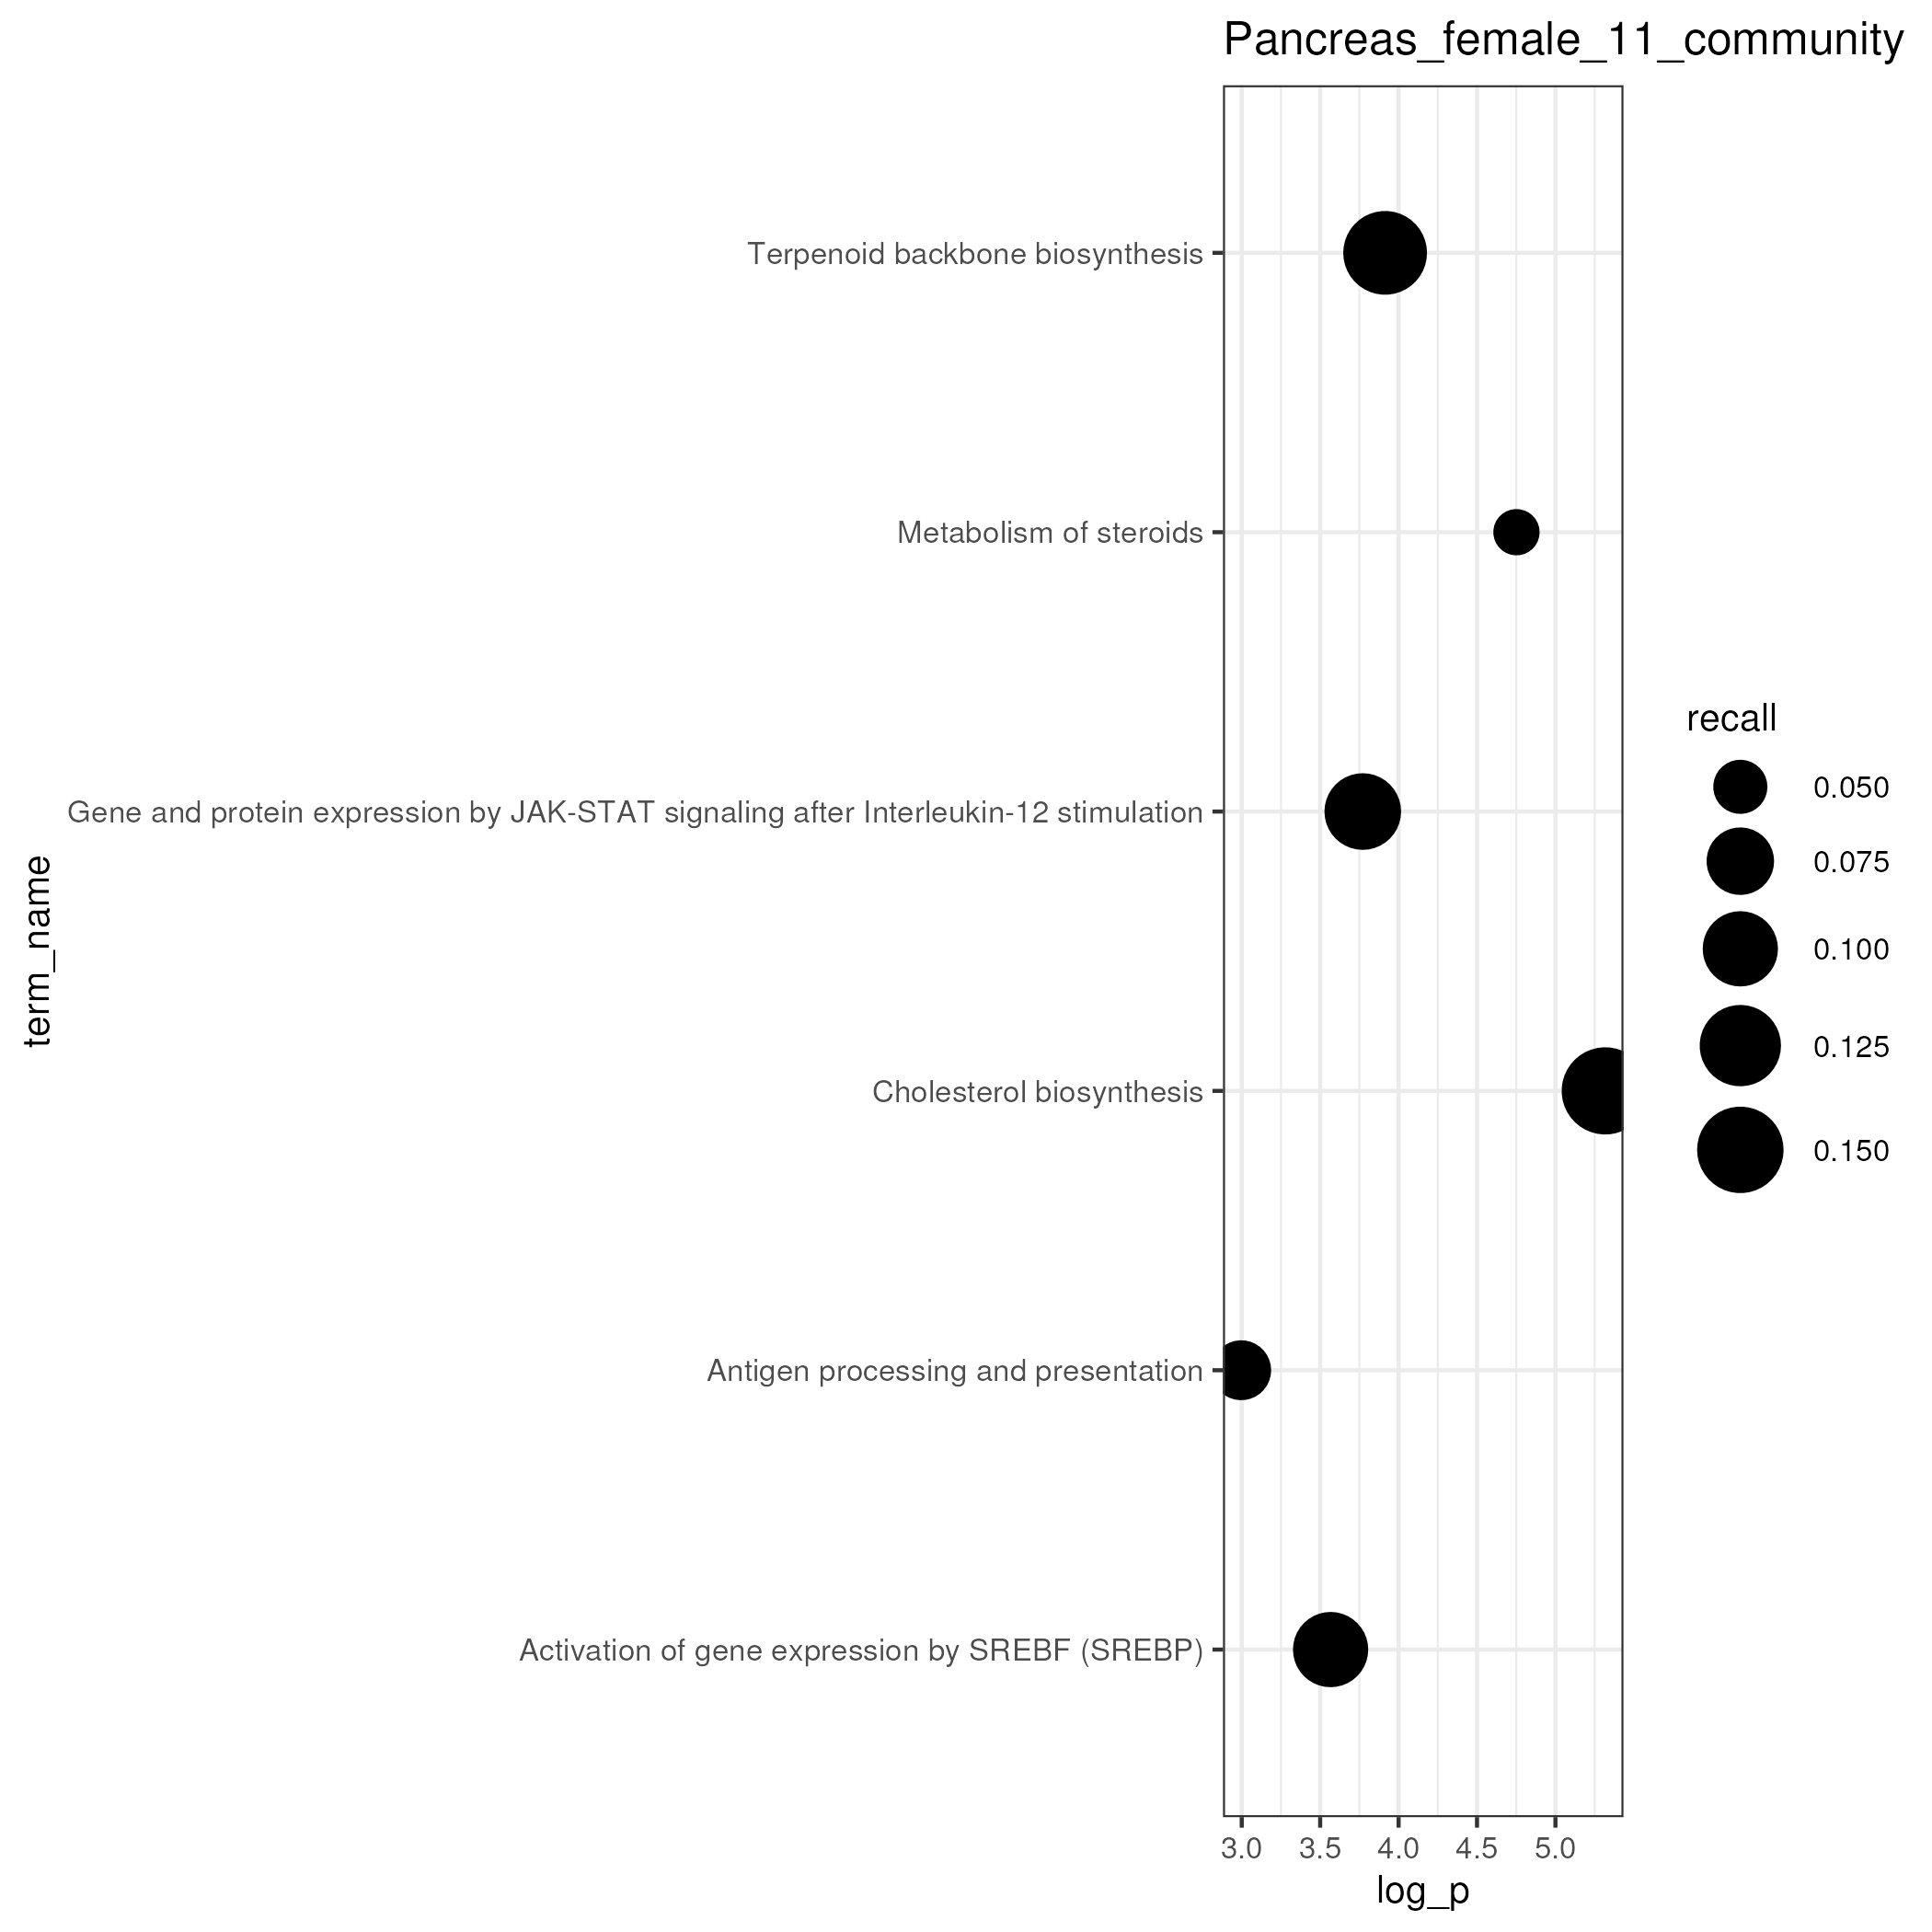 Pancreas_female_11_community
term_name
Terpenoid backbone biosynthesis
Metabolism of steroids
Gene and protein expression by JAK-STAT signaling after Interleukin-12 stimulation
Cholesterol biosynthesis
Antigen processing and presentation
Activation of gene expression by SREBF (SREBP)
3.0 3.5 4.0 4.5 5.0
log_p
recall
0.050
0.075
0.100
0.125
0.150